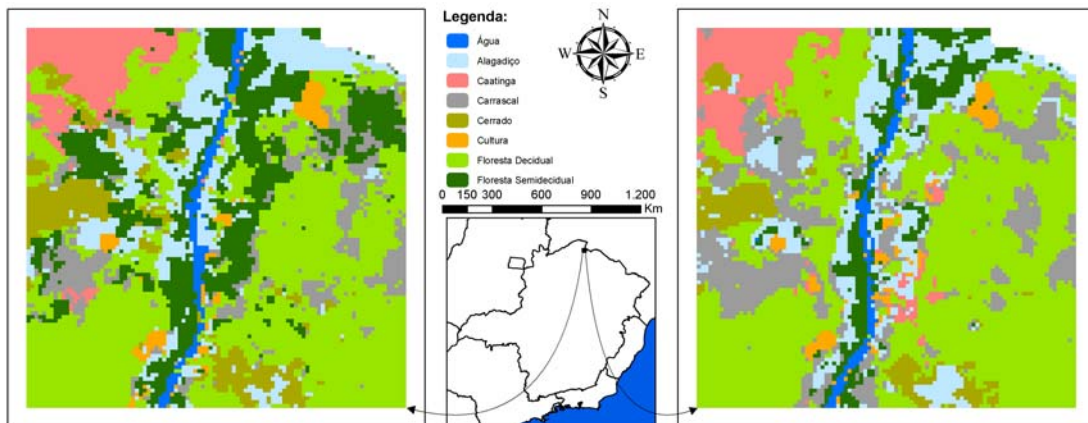 Legenda:
Água
Alagadiço
Caatinga
Carrascal
Cerrado
Cultura
Floresta Decidual
Floresta Semidecidual
N
W E
S
0 150 300 600 900 1.200
Km